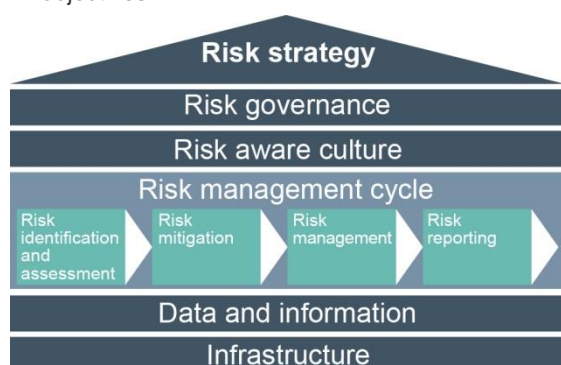 Risk strategy
Risk governance
Risk aware culture
Risk management cycle
Risk
identification
and
assessment
Risk
mitigation
Risk
management
Risk
reporting
Data and information
Infrastructure